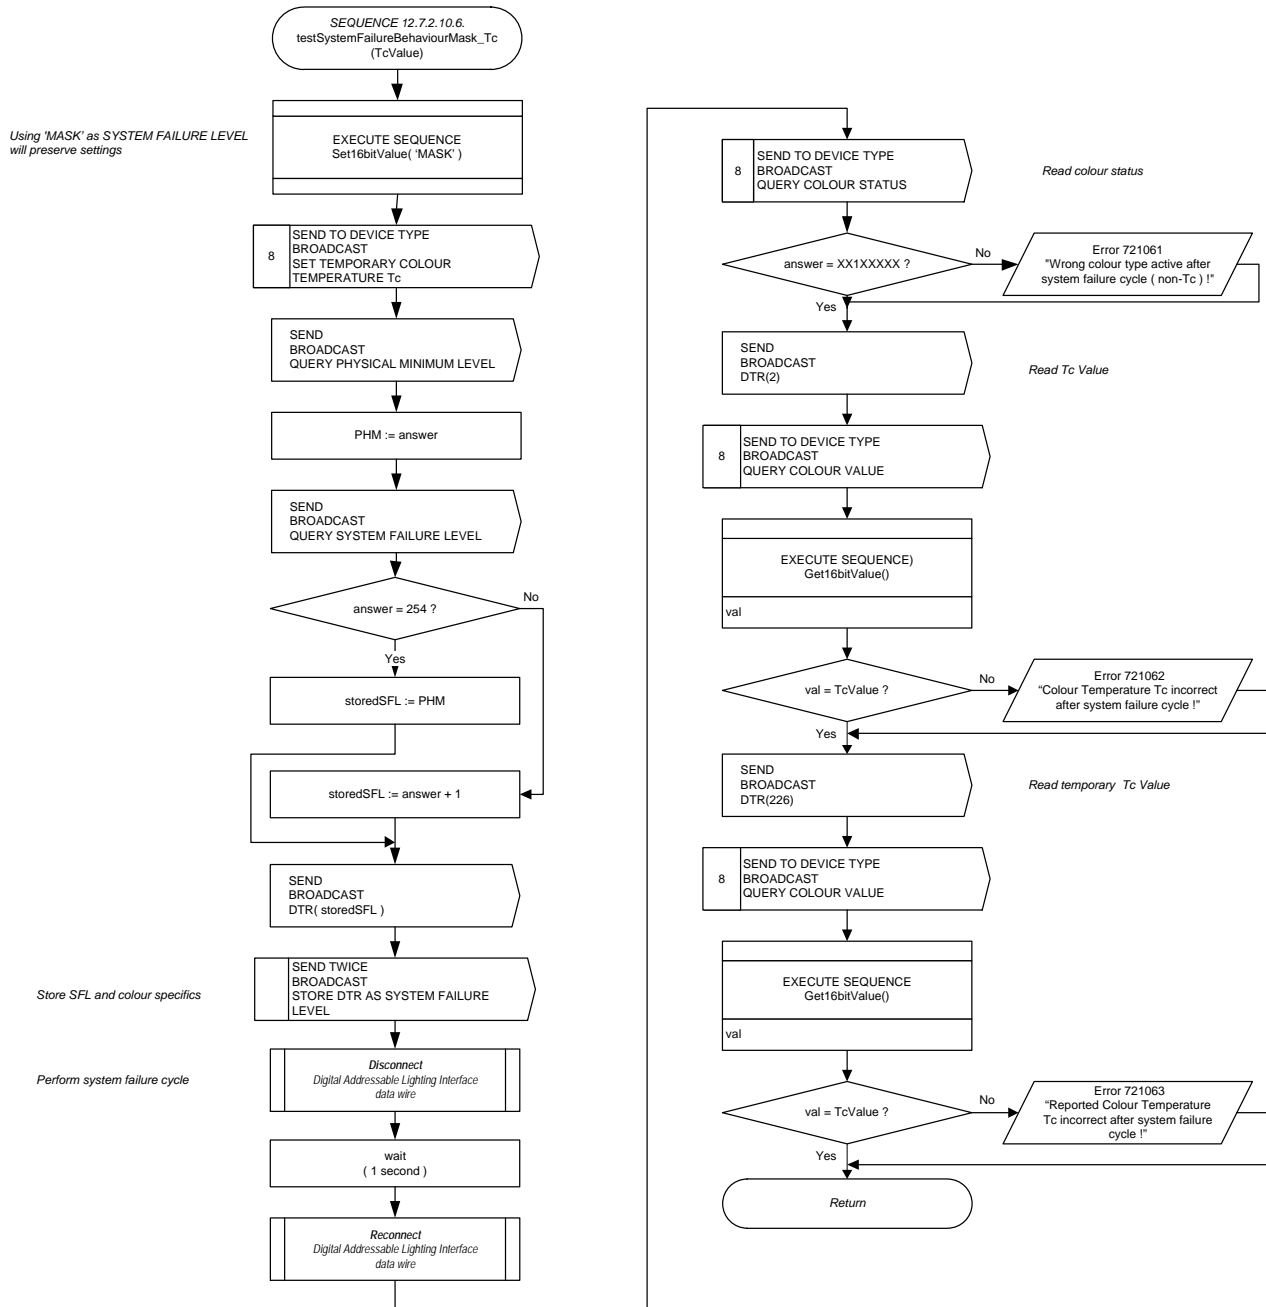 SEQUENCE 12.7.2.10.6.
testSystemFailureBehaviourMask_Tc
(TcValue)
Using 'MASK' as SYSTEM FAILURE LEVEL
will preserve settings
EXECUTE SEQUENCE
Set16bitValue( 'MASK' )
8
SEND TO DEVICE TYPE
BROADCAST
SET TEMPORARY COLOUR
TEMPERATURE Tc
SEND
BROADCAST
QUERY PHYSICAL MINIMUM LEVEL
PHM := answer
SEND
BROADCAST
QUERY SYSTEM FAILURE LEVEL
answer = 254 ?
No
Yes
storedSFL := PHM
storedSFL := answer + 1
SEND
BROADCAST
DTR( storedSFL )
Store SFL and colour specifics
SEND TWICE
BROADCAST
STORE DTR AS SYSTEM FAILURE
LEVEL
Perform system failure cycle
Disconnect
Digital Addressable Lighting Interface
data wire
wait
( 1 second )
Reconnect
Digital Addressable Lighting Interface
data wire
8
SEND TO DEVICE TYPE
BROADCAST
QUERY COLOUR STATUS
Read colour status
answer = XX1XXXXX ?
No
Error 721061
"Wrong colour type active after
system failure cycle ( non-Tc ) !"
Yes
SEND
BROADCAST
DTR(2)
Read Tc Value
8
SEND TO DEVICE TYPE
BROADCAST
QUERY COLOUR VALUE
EXECUTE SEQUENCE)
Get16bitValue()
val
val = TcValue ?
No
Error 721062
"Colour Temperature Tc incorrect
after system failure cycle !"
Yes
SEND
BROADCAST
DTR(226)
Read temporary Tc Value
8
SEND TO DEVICE TYPE
BROADCAST
QUERY COLOUR VALUE
EXECUTE SEQUENCE
Get16bitValue()
val
val = TcValue ?
No
Error 721063
"Reported Colour Temperature
Tc incorrect after system failure
cycle !"
Yes
Return